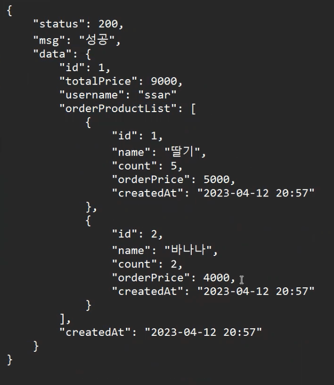 {
    "status": 200,
    "msg": "성공",
    "data": {
        "id": 1,
        "totalPrice": 9000,
        "username": "ssar"
        "orderProductList": [
            {
                "id": 1,
                "name": "딸기",
                "count": 5,
                "orderPrice": 5000,
                "createdAt": "2023-04-12 20:57"
            },
            {
                "id": 2,
                "name": "바나나",
                "count": 2,
                "orderPrice": 4000,
                "createdAt": "2023-04-12 20:57"
            }
        ],
        "createdAt": "2023-04-12 20:57"
    }
}